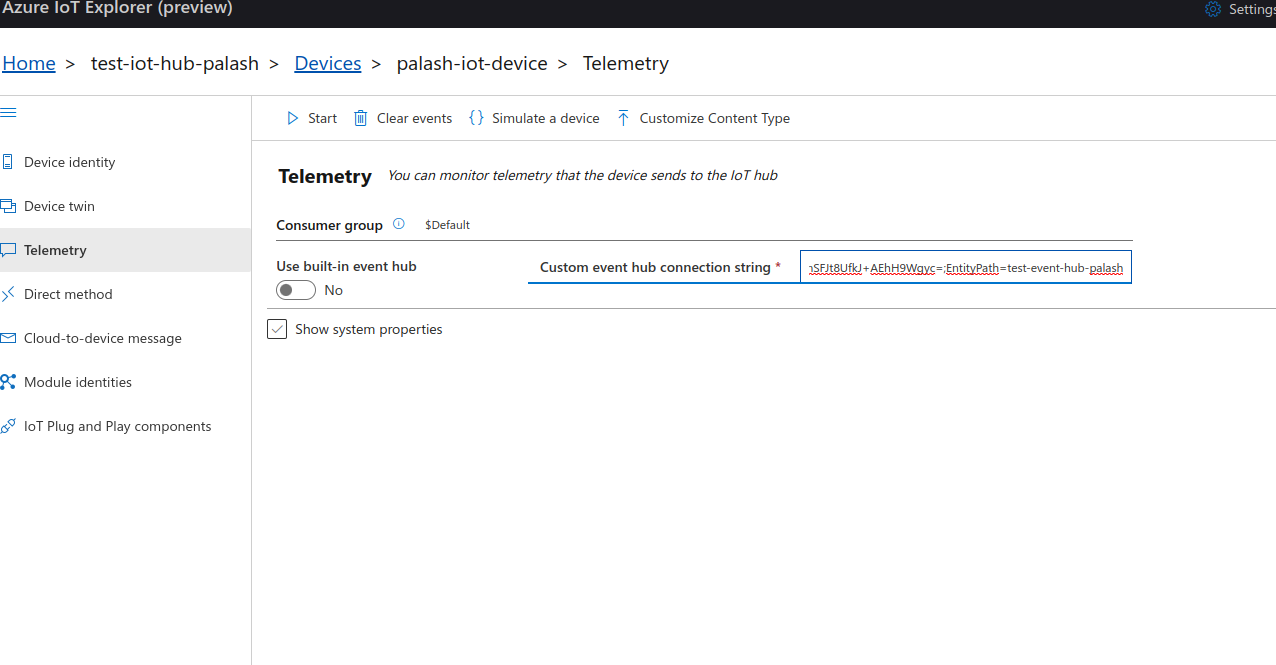 Azure IoT Explorer (preview)
Settings
Home > test-iot-hub-palash > Devices > palash-iot-device > Telemetry
Start Clear events Simulate a device Customize Content Type
Device identity
Device twin
Telemetry
Direct method
Cloud-to-device message
Module identities
IoT Plug and Play components
Telemetry You can monitor telemetry that the device sends to the IoT hub
Consumer group $Default
Use built-in event hub
No
Custom event hub connection string *
SFJt8UfkJ+AEhH9Wgyc=;EntityPath=test-event-hub-palash
Show system properties